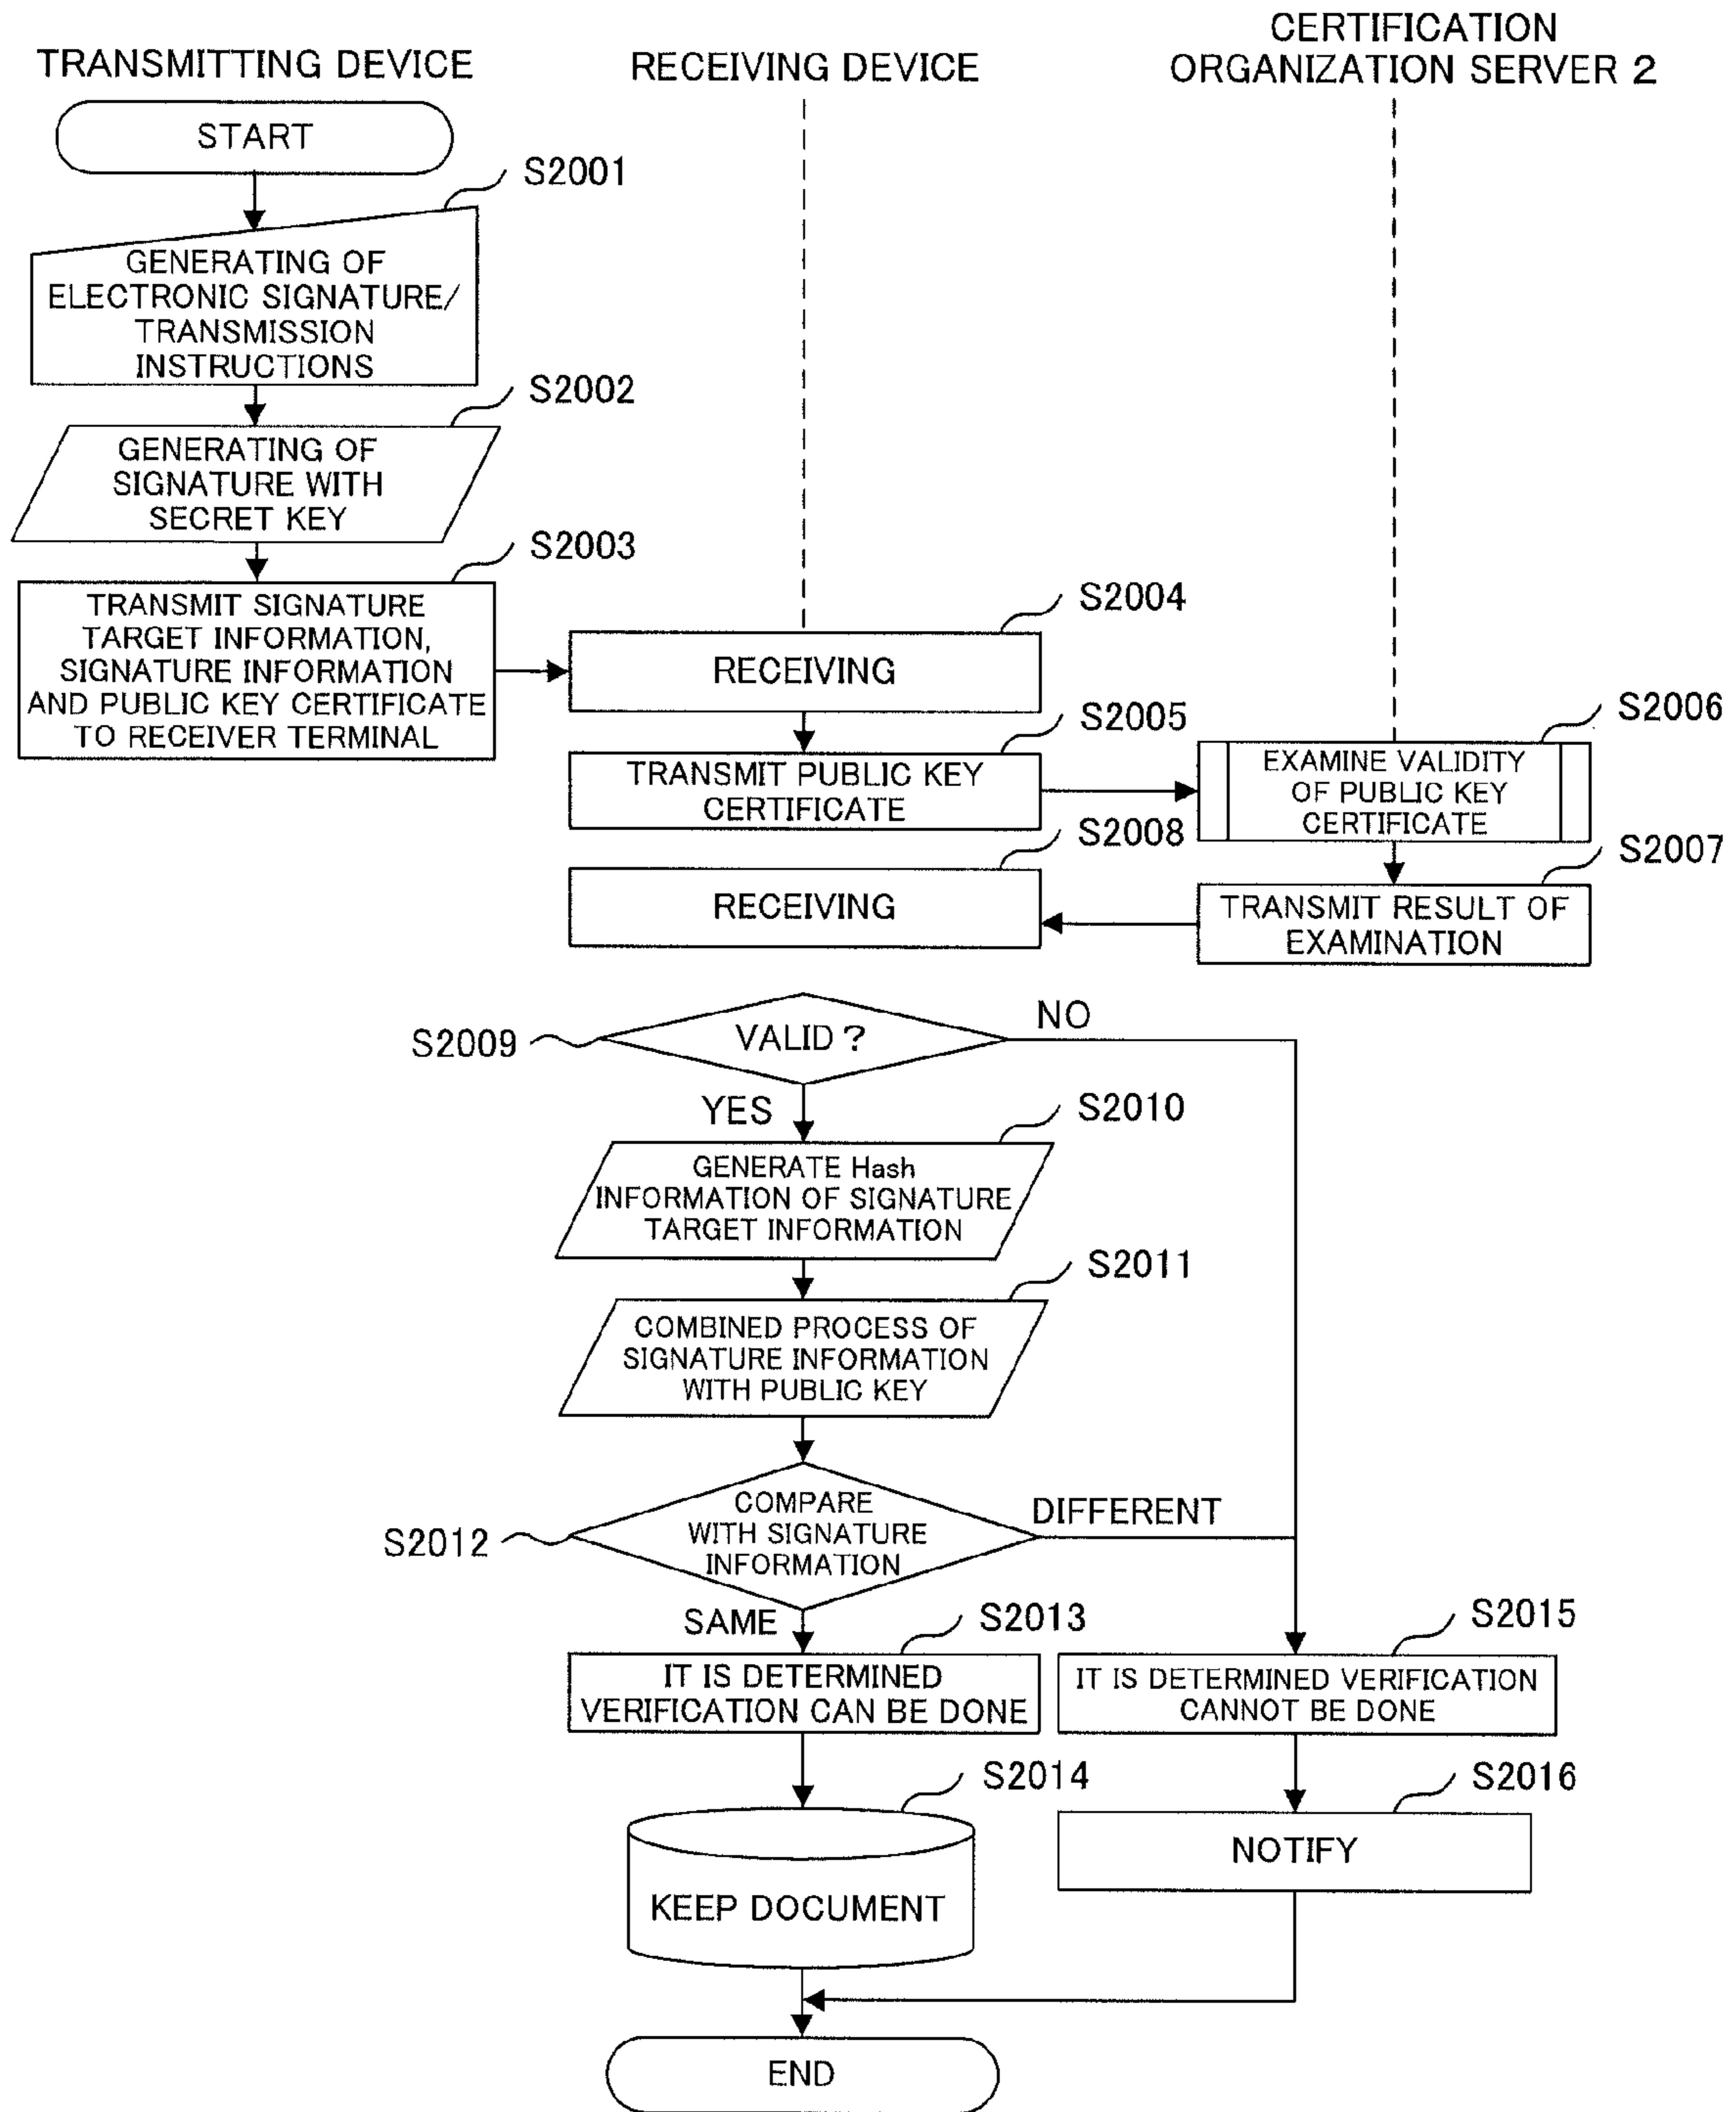 TRANSMITTING DEVICE
RECEIVING DEVICE
CERTIFICATION
ORGANIZATION SERVER 2
START
S2001
GENERATING OF
ELECTRONIC SIGNATURE/
TRANSMISSION
INSTRUCTIONS
S2002
GENERATING OF
SIGNATURE WITH
SECRET KEY
S2003
TRANSMIT SIGNATURE
TARGET INFORMATION,
SIGNATURE INFORMATION
AND PUBLIC KEY CERTIFICATE
TO RECEIVER TERMINAL
S2004
RECEIVING
S2005
TRANSMIT PUBLIC KEY
CERTIFICATE
S2006
EXAMINE VALIDITY
OF PUBLIC KEY
CERTIFICATE
S2007
TRANSMIT RESULT OF
EXAMINATION
S2008
RECEIVING
S2009
VALID ?
NO
YES
S2010
GENERATE Hash
INFORMATION OF SIGNATURE
TARGET INFORMATION
S2011
COMBINED PROCESS OF
SIGNATURE INFORMATION
WITH PUBLIC KEY
S2012
COMPARE
WITH SIGNATURE
INFORMATION
DIFFERENT
SAME
S2013
IT IS DETERMINED
VERIFICATION CAN BE DONE
S2015
IT IS DETERMINED VERIFICATION
CANNOT BE DONE
S2014
KEEP DOCUMENT
S2016
NOTIFY
END